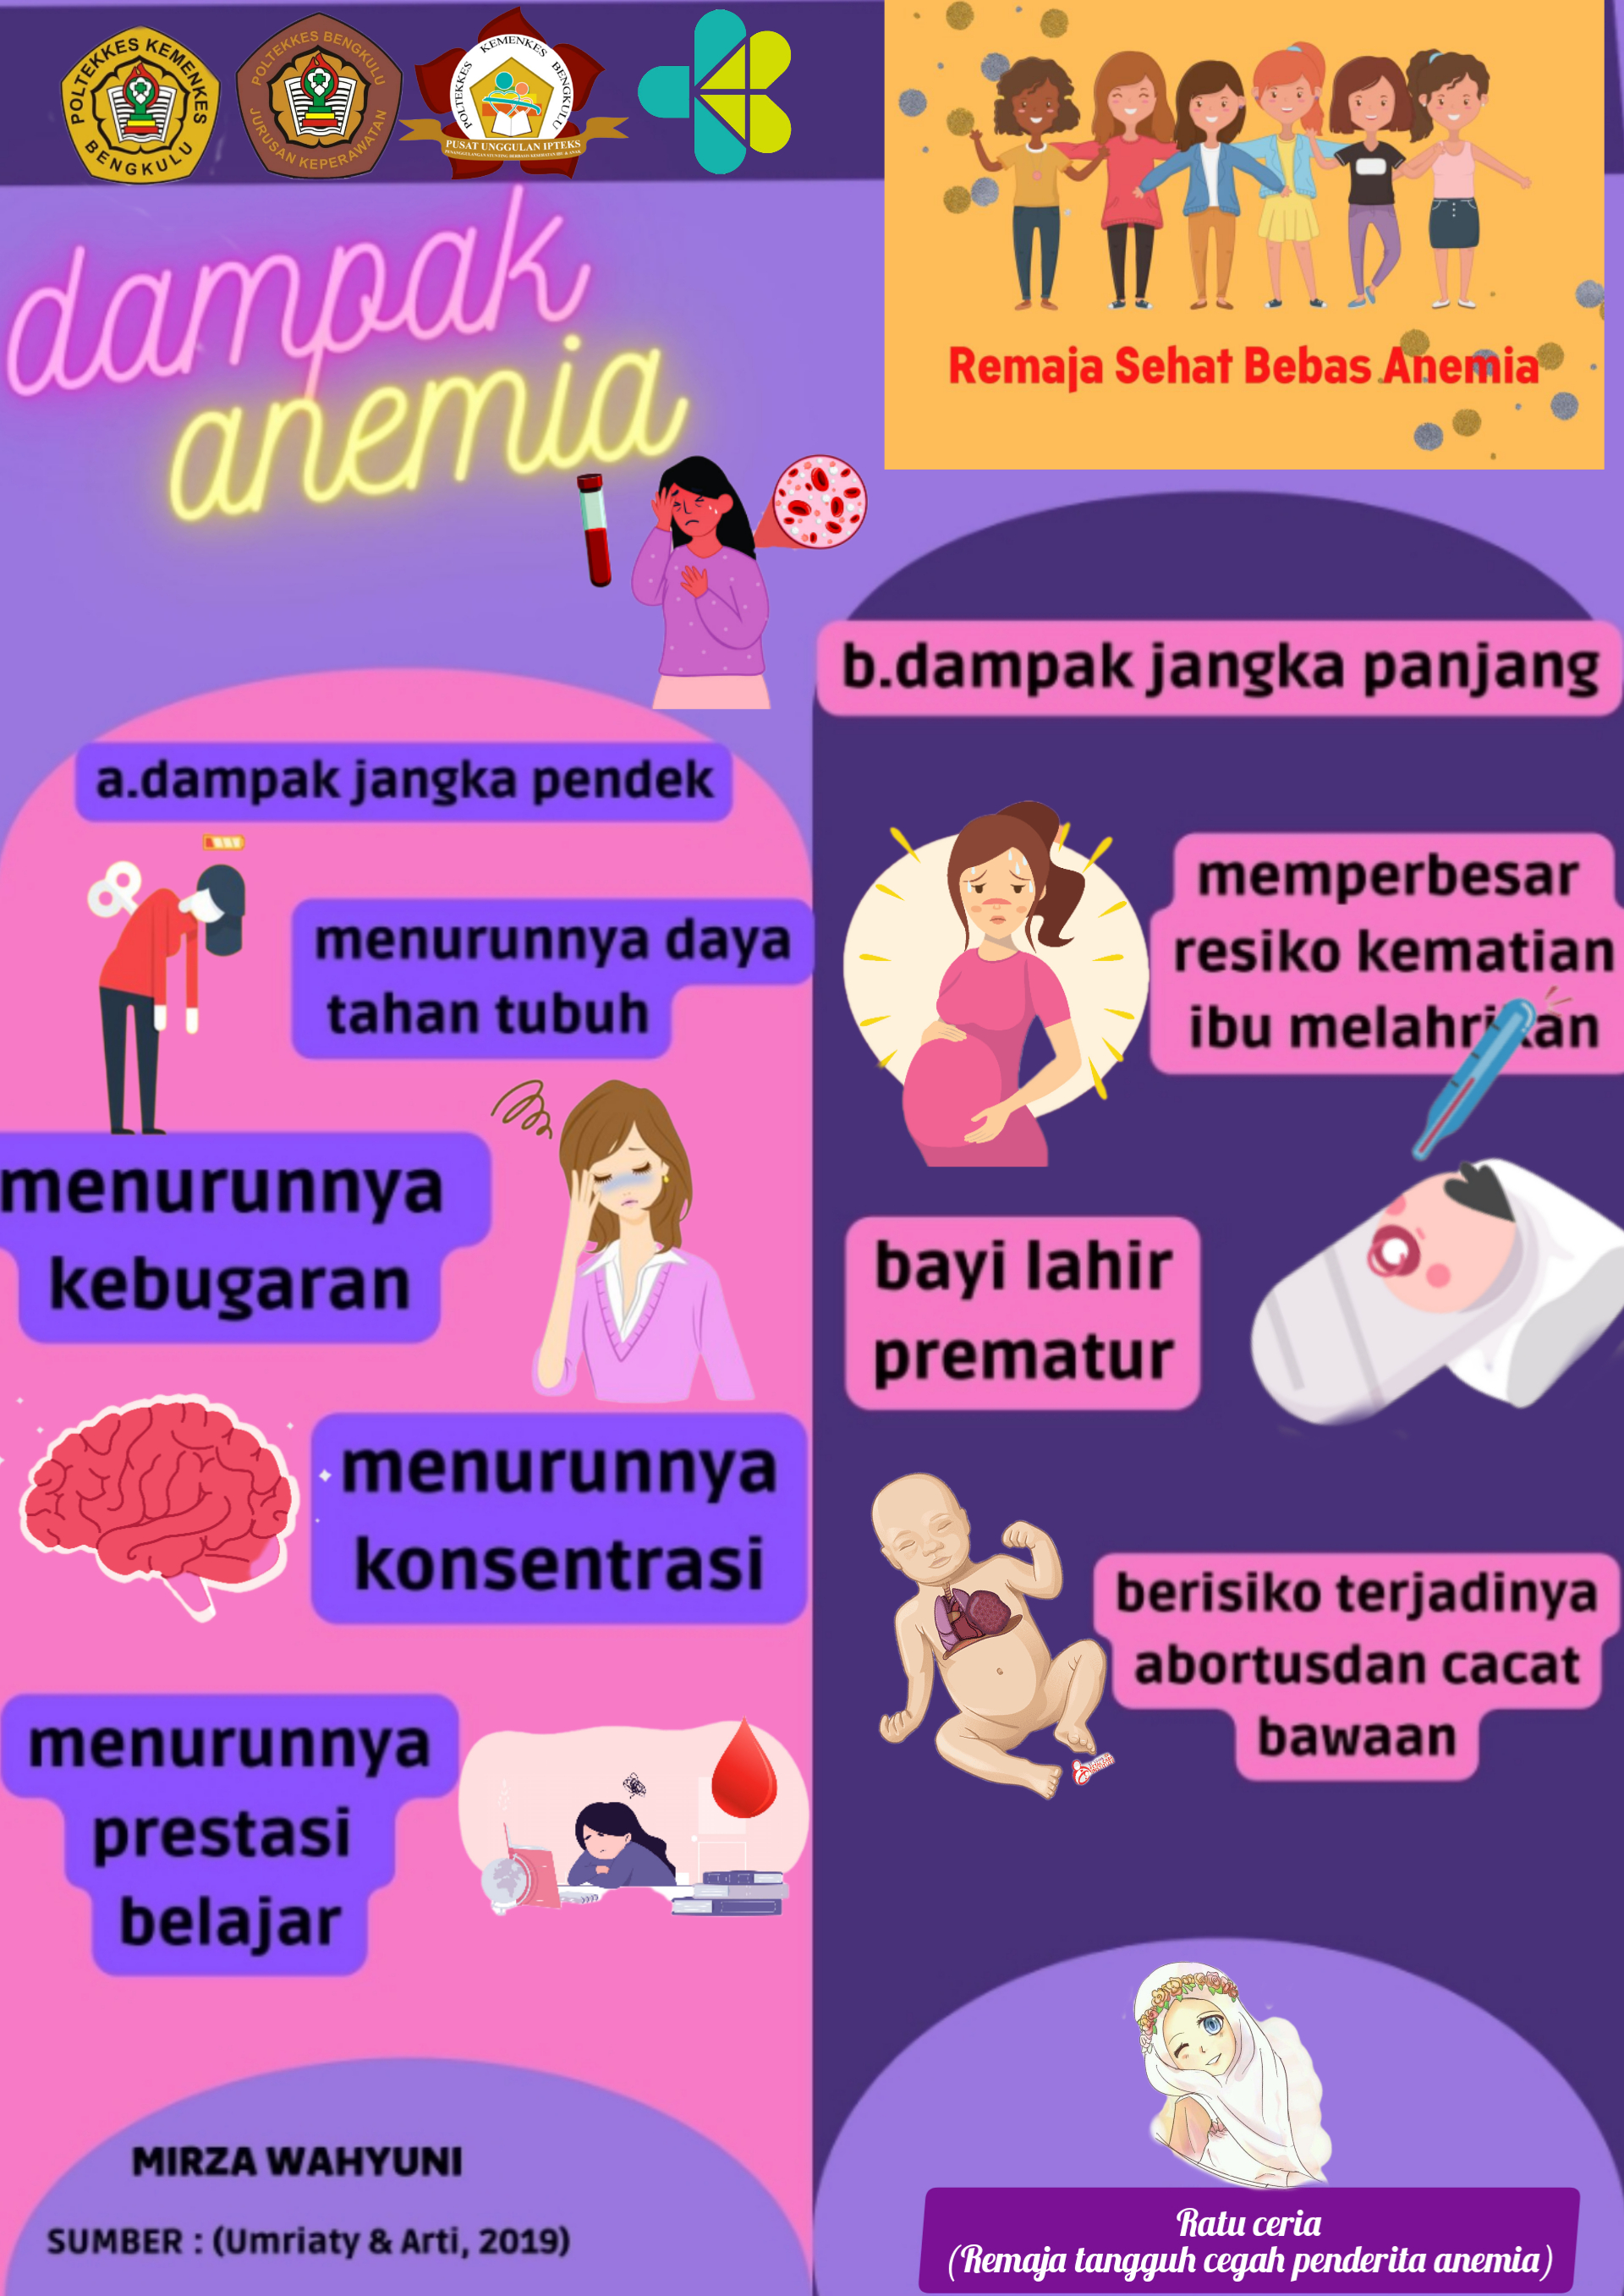 POLTEKKES KEMENKES
BENGKULU
POLTEKKES BENGKULU
JURUSAN KEPERAWATAN
POLTEKKES KEMENKES BENGKULU
PUSAT UNGGULAN IPTEKS
dampak
anemia
Remaja Sehat Bebas Anemia
a.dampak jangka pendek
menurunnya daya
tahan tubuh
menurunnya
kebugaran
menurunnya
konsentrasi
menurunnya
prestasi
belajar
b.dampak jangka panjang
memperbesar
resiko kematian
ibu
bayi lahir
prematur
berisiko terjadinya
abortusdan cacat
bawaan
MIRZA WAHYUNI
SUMBER : (Umriaty & Arti, 2019)
Ratu ceria
(Remaja tangguh cegah penderita anemia)